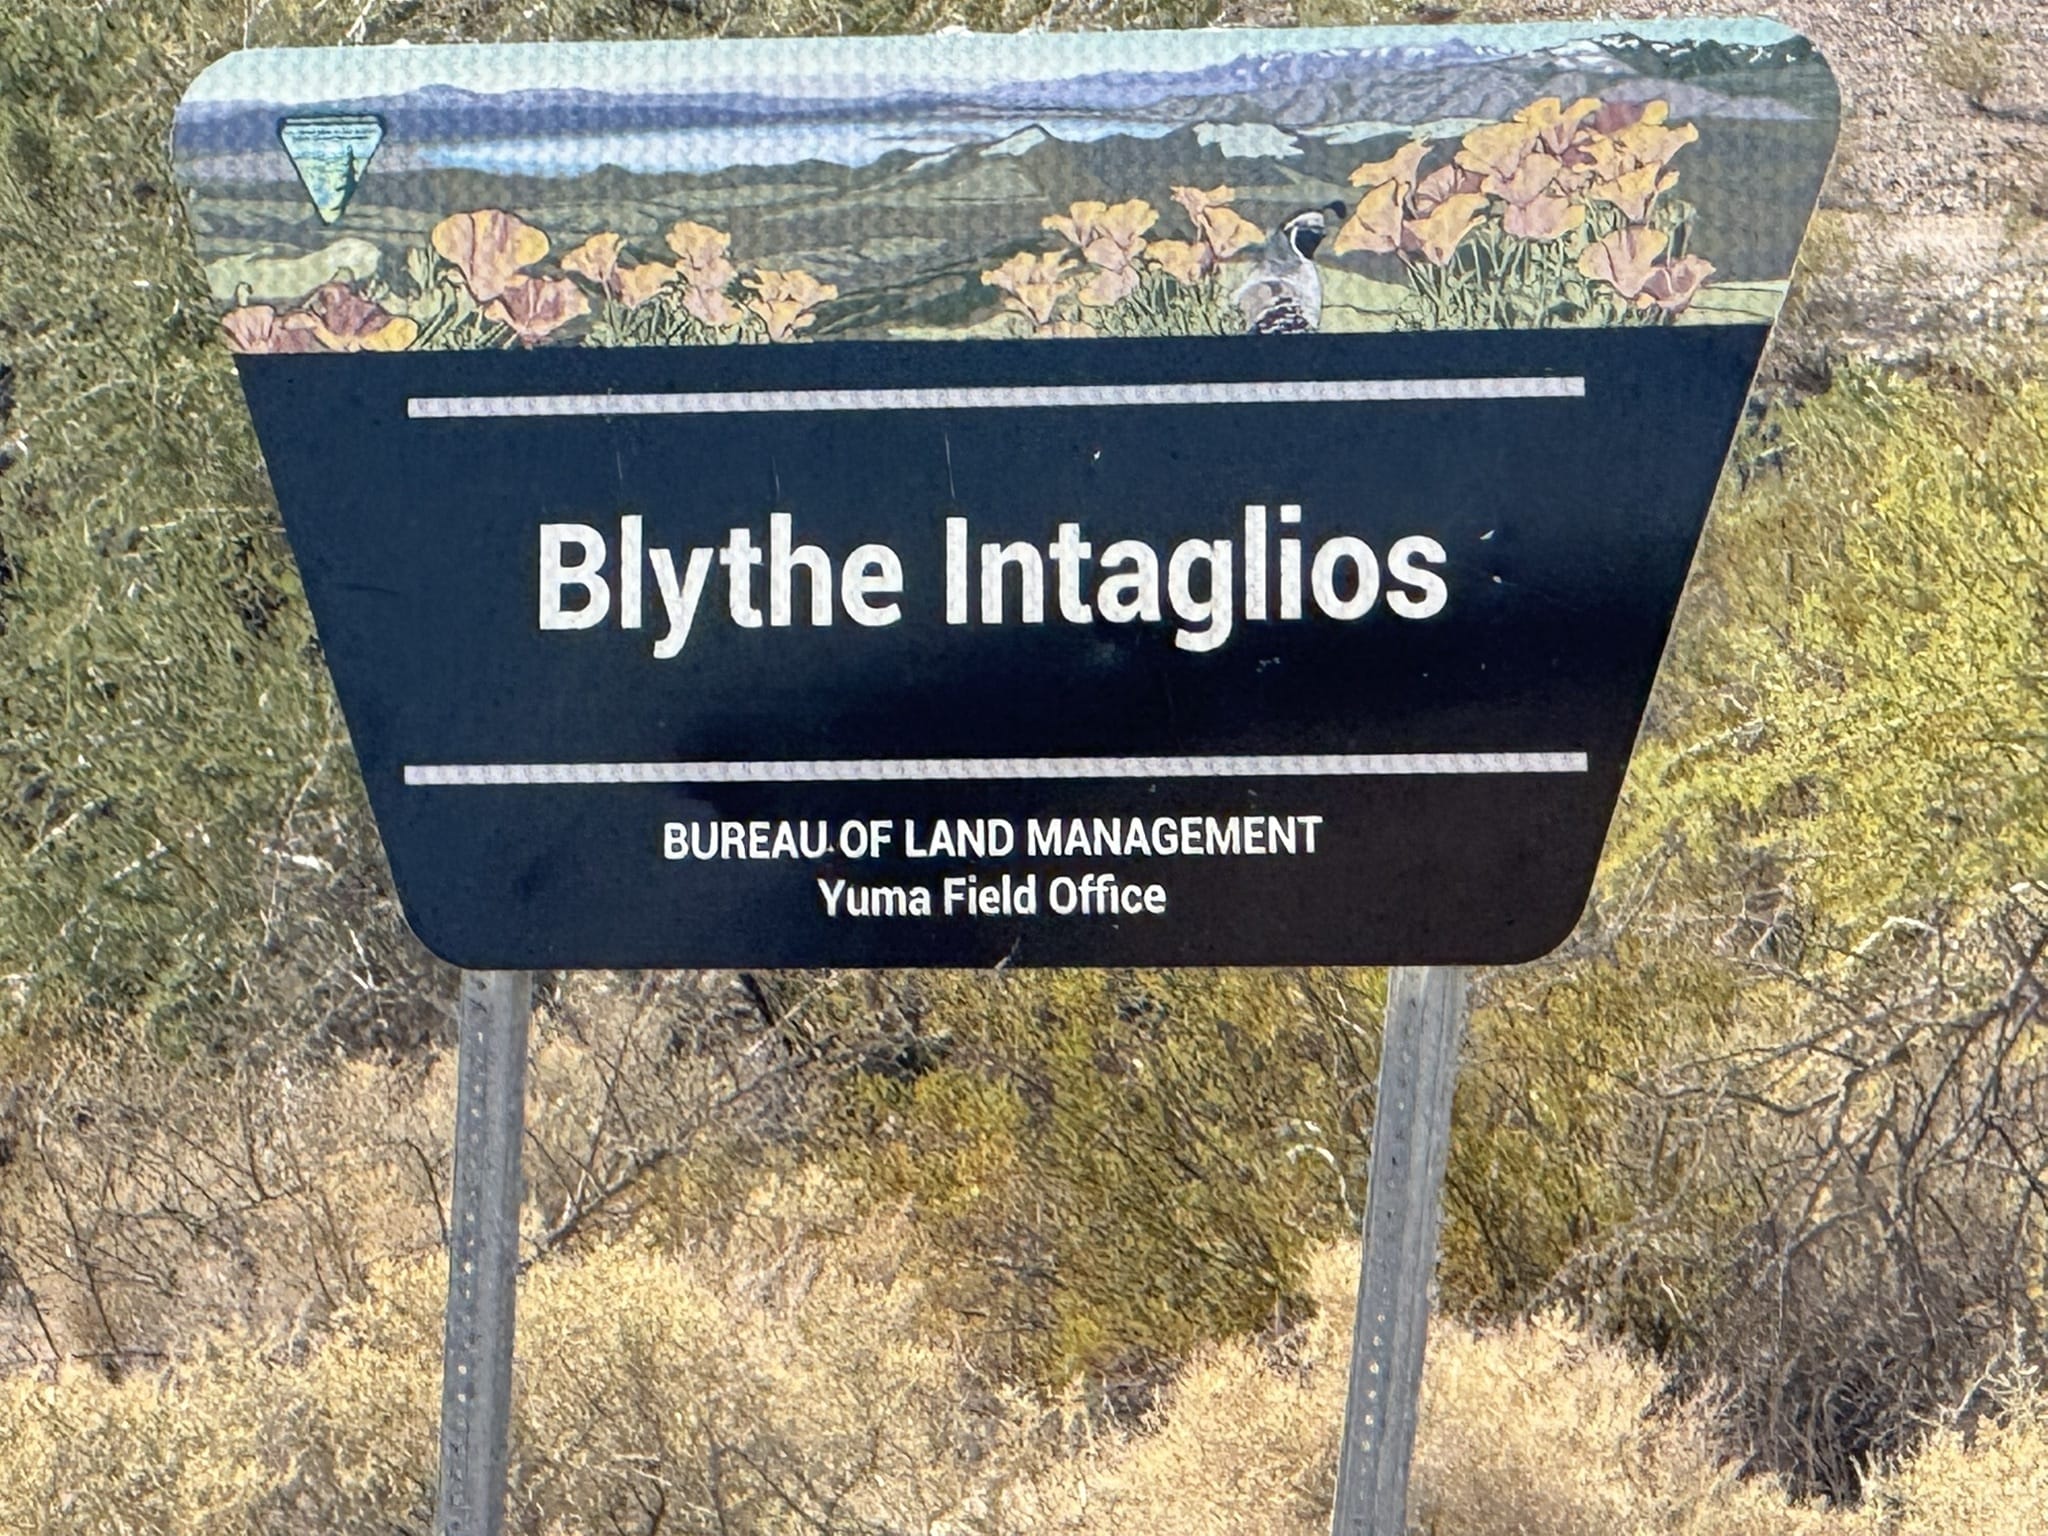 Blythe Intaglios
BUREAU OF LAND MANAGEMENT
Yuma Field Office